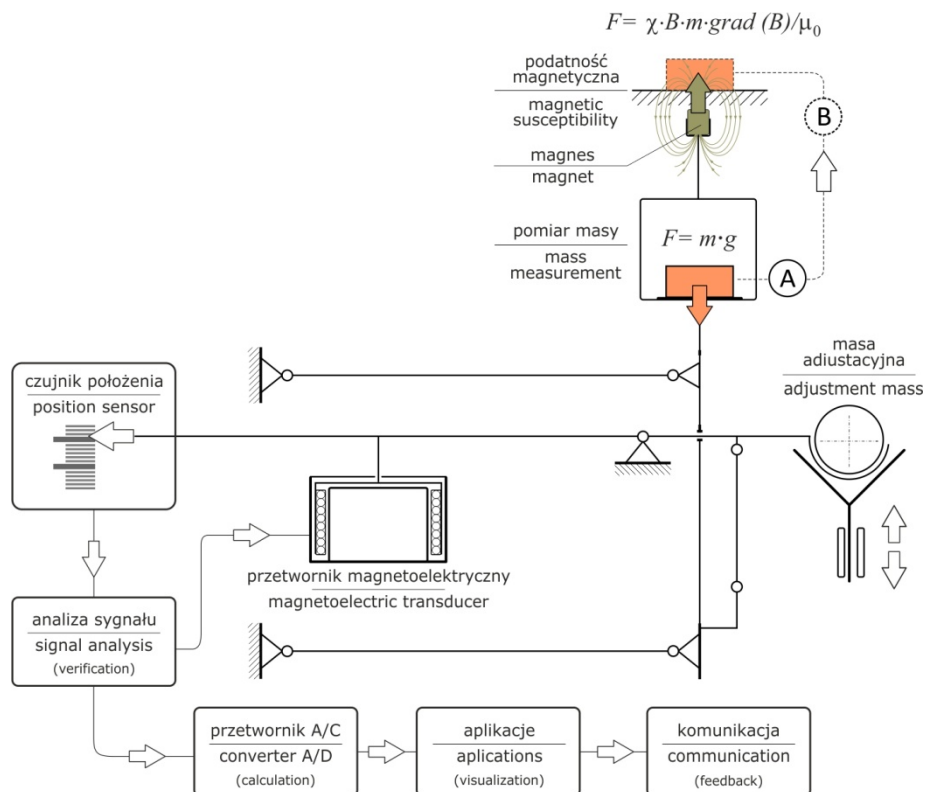 F= χ·B·m·grad (B)/μ₀
podatność
magnetyczna
magnetic
susceptibility
B
magnes
magnet
pomiar masy
mass
measurement
F= m·g
A
masa
adiustacyjna
adjustment mass
czujnik położenia
position sensor
przetwornik magnetoelektryczny
magnetoelectric transducer
analiza sygnału
signal analysis
(verification)
przetwornik A/C
converter A/D
(calculation)
aplikacje
aplications
(visualization)
komunikacja
communication
(feedback)